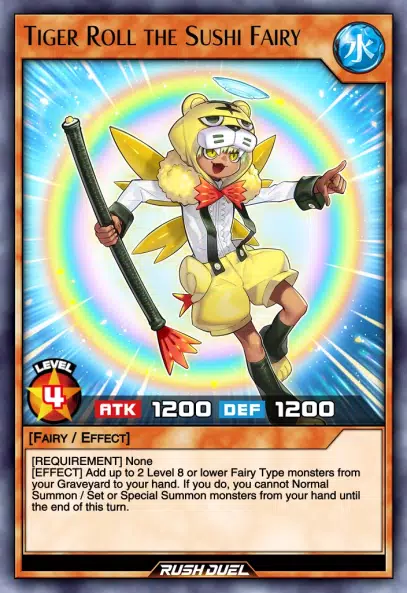 TIGER ROLL THE SUSHI FAIRY
水
LEVEL
4
ATK 1200 DEF 1200
[FAIRY / EFFECT]
[REQUIREMENT] None
[EFFECT] Add up to 2 Level 8 or lower Fairy Type monsters from
your Graveyard to your hand. If you do, you cannot Normal
Summon / Set or Special Summon monsters from your hand until
the end of this turn.
RUSH DUEL